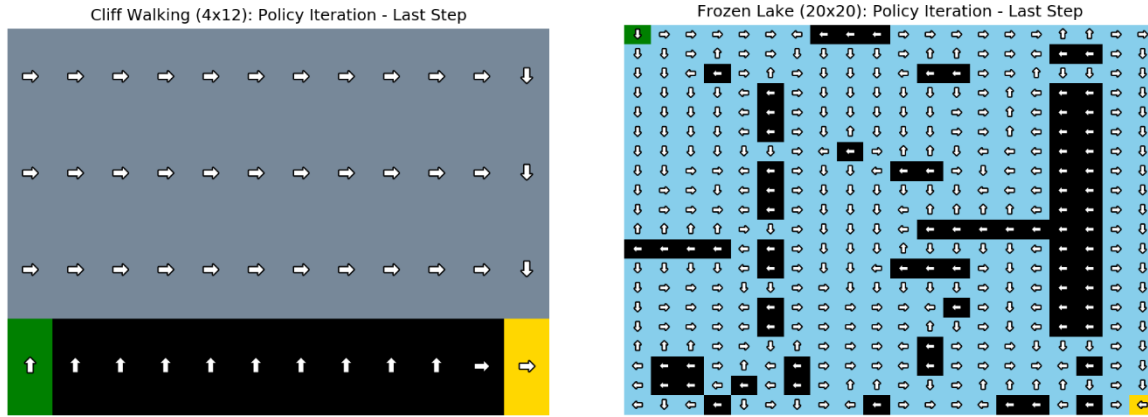 Cliff Walking (4x12): Policy Iteration - Last Step
Frozen Lake (20x20): Policy Iteration - Last Step